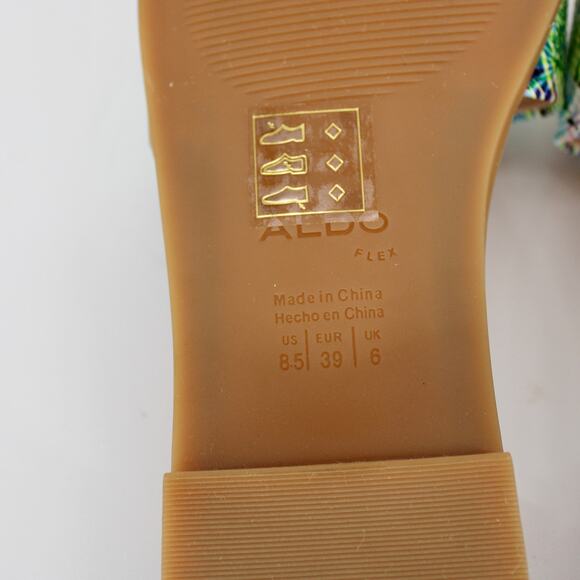 ALDO
FLEX
Made in China
Hecho en China
US | EUR | UK
8.5 | 39 | 6